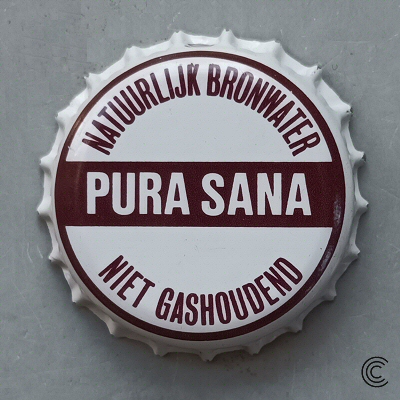 NATUURLIJK BRONWATER
PURA SANA
NIET GASHOUDEND